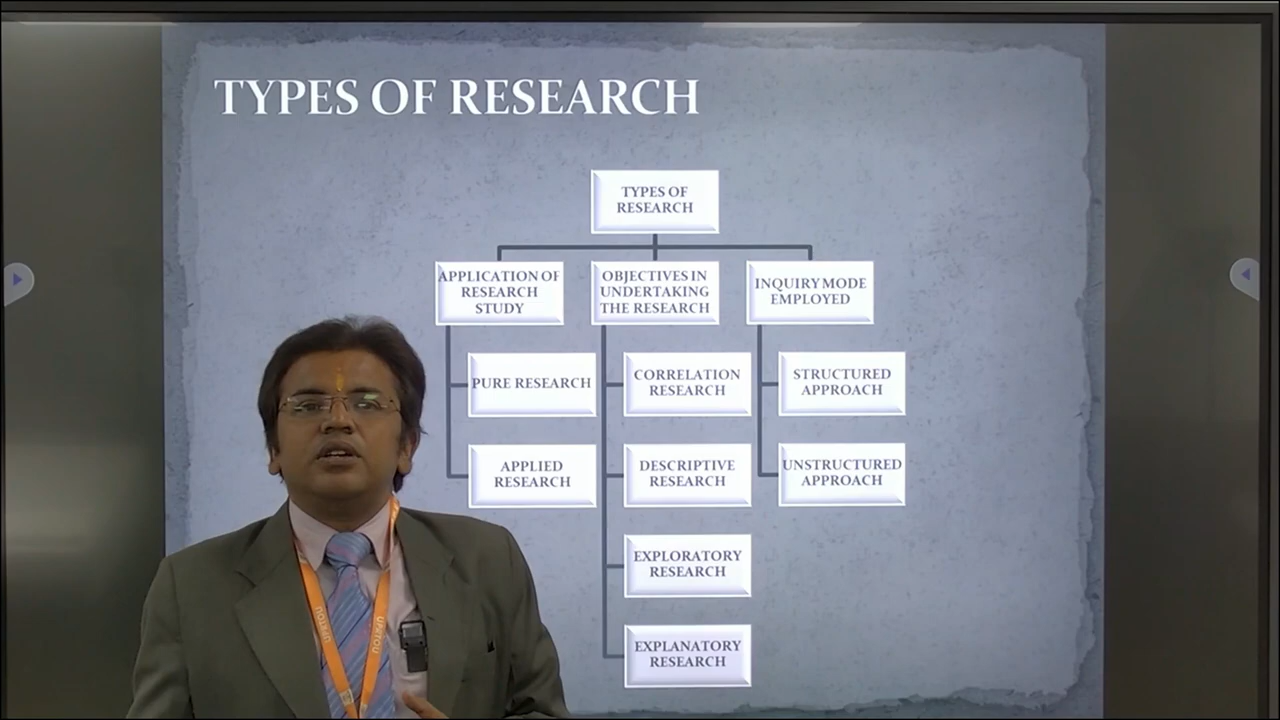 TYPES OF RESEARCH
TYPES OF
RESEARCH
APPLICATION OF
RESEARCH
STUDY
OBJECTIVES IN
UNDERTAKING
THE RESEARCH
INQUIRY MODE
EMPLOYED
PURE RESEARCH
CORRELATION
RESEARCH
STRUCTURED
APPROACH
APPLIED
RESEARCH
DESCRIPTIVE
RESEARCH
UNSTRUCTURED
APPROACH
EXPLORATORY
RESEARCH
EXPLANATORY
RESEARCH